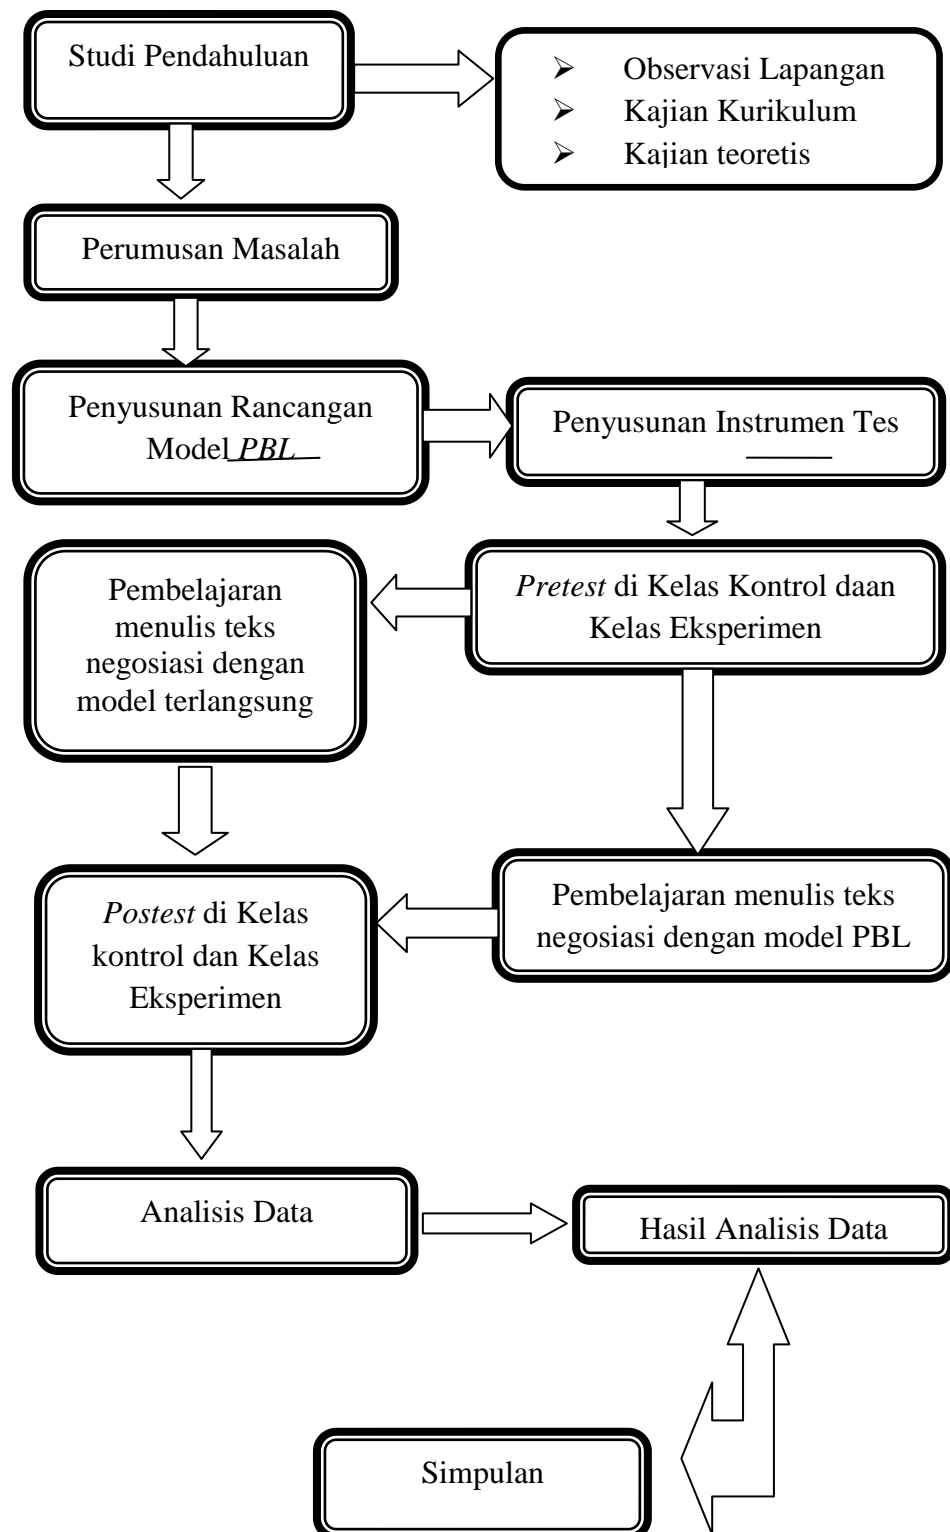 Studi Pendahuluan
➢ Observasi Lapangan
➢ Kajian Kurikulum
➢ Kajian teoretis
Perumusan Masalah
Penyusunan Rancangan
Model PBL
Penyusunan Instrumen Tes
Pretest di Kelas Kontrol daan
Kelas Eksperimen
Pembelajaran
menulis teks
negosiasi dengan
model terlangsung
Pembelajaran menulis teks
negosiasi dengan model PBL
Postest di Kelas
kontrol dan Kelas
Eksperimen
Analisis Data
Hasil Analisis Data
Simpulan